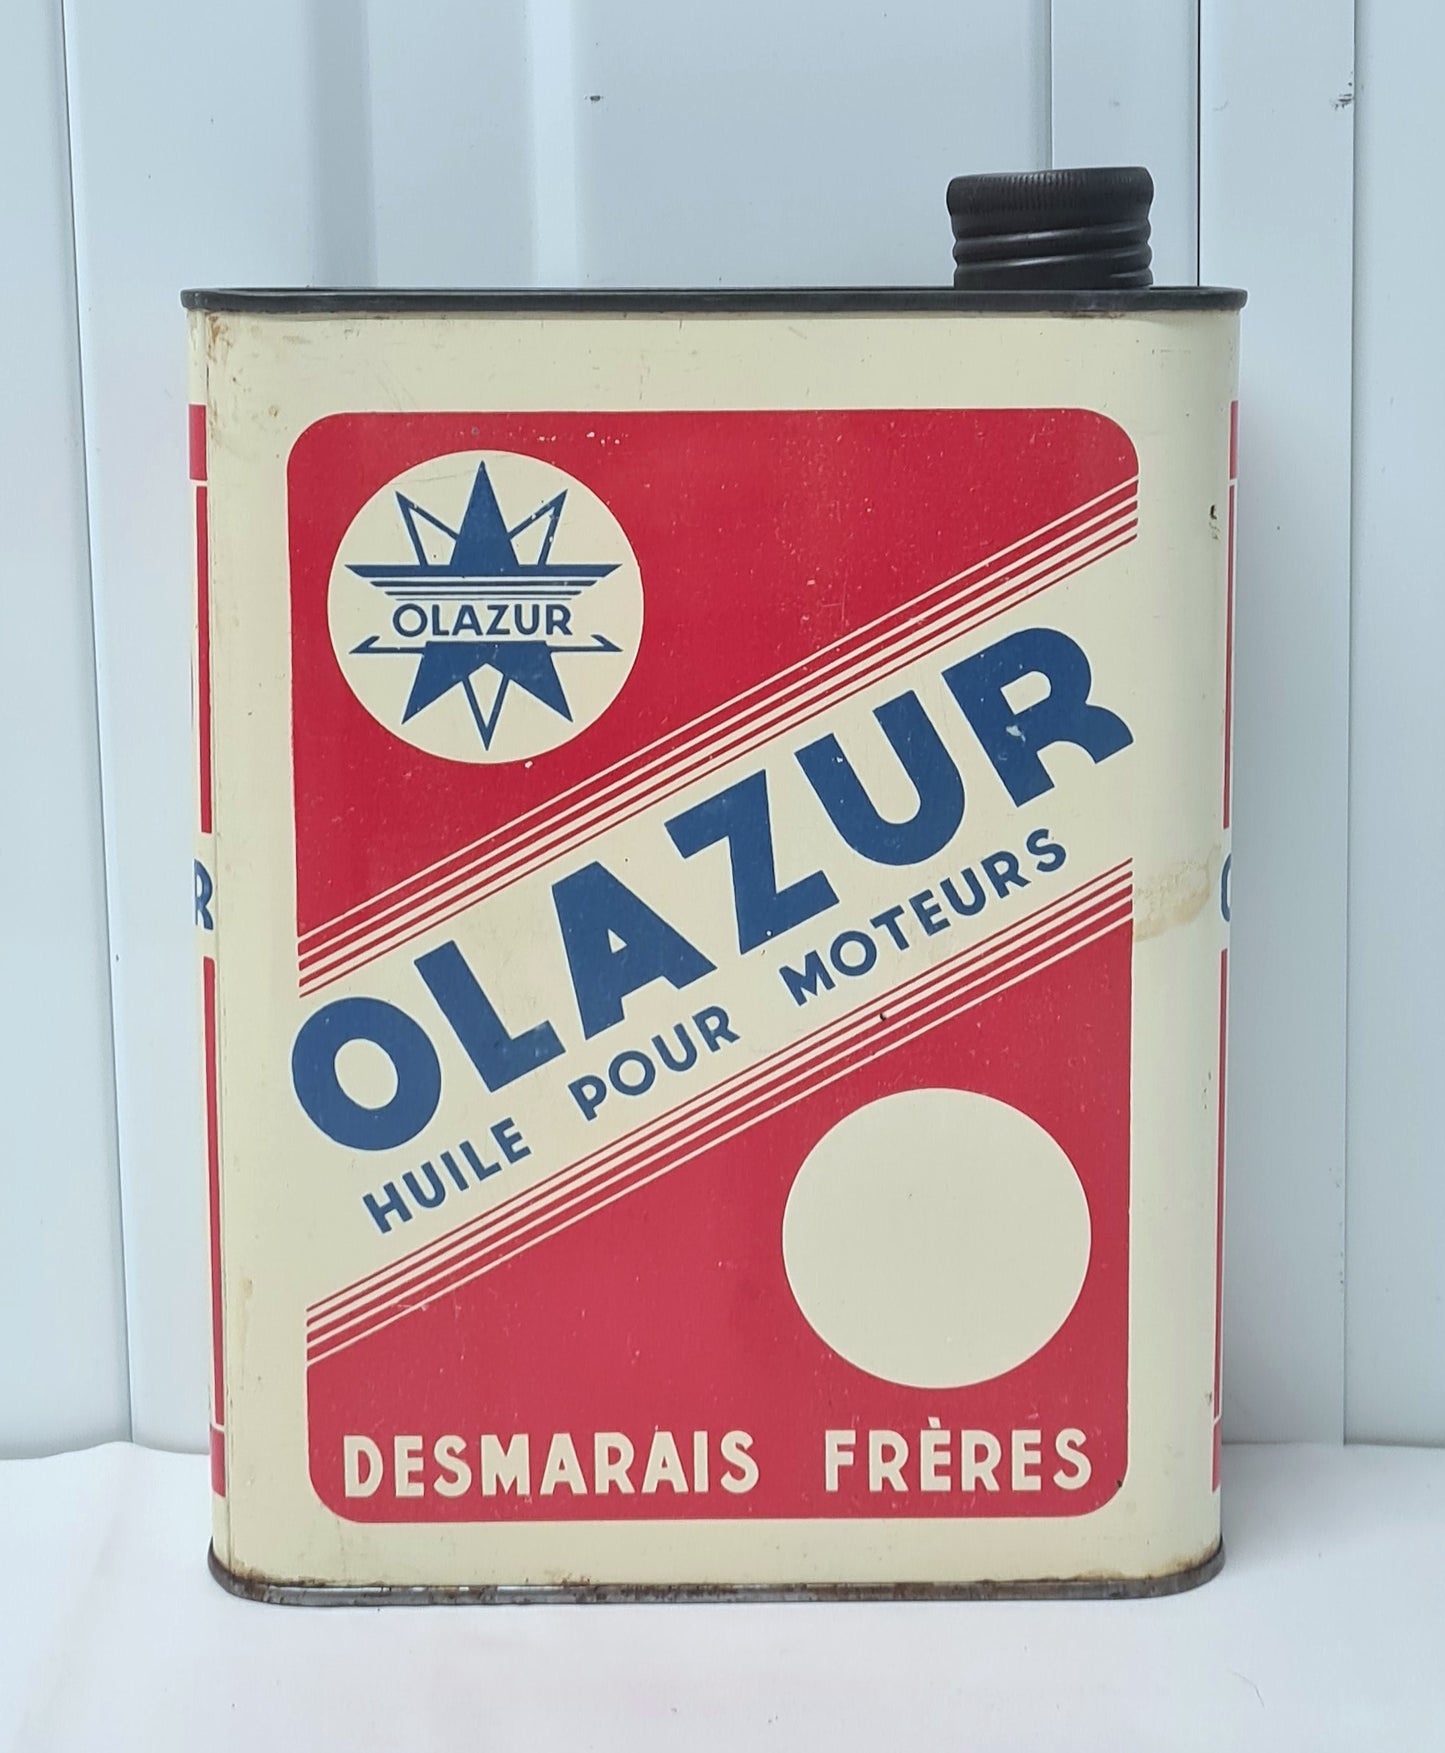 OLAZUR
OLAZUR
HUILE POUR MOTEURS
DESMARAIS FRÈRES
R